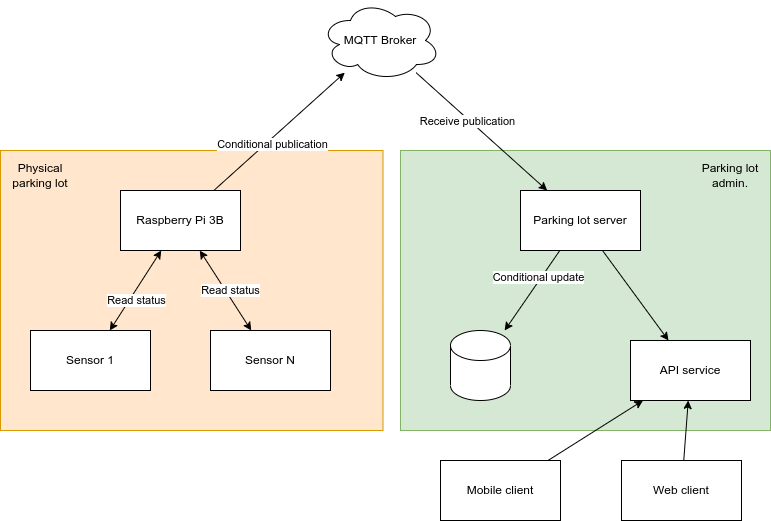 MQTT Broker
Conditional publication
Receive publication
Physical
parking lot
Parking lot
admin.
Raspberry Pi 3B
Parking lot server
Read status
Read status
Conditional update
Sensor 1
Sensor N
API service
Mobile client
Web client